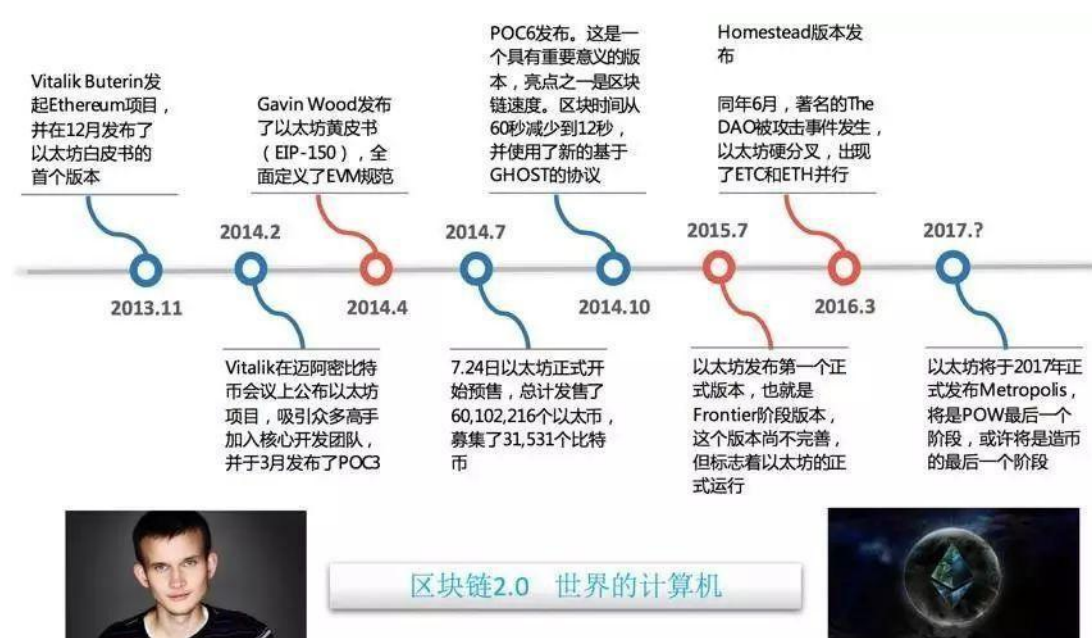 Vitalik Buterin发
起Ethereum项目，
并在12月发布了
以太坊白皮书的
首个版本
2013.11
2014.2
Vitalik在迈阿密比特
币会议上公布以太坊
项目，吸引众多高手
加入核心开发团队，
并于3月发布了POC3
Gavin Wood发布
了以太坊黄皮书
（EIP-150），全
面定义了EVM规范
2014.4
2014.7
7.24日以太坊正式开
始预售，总计发售了
60,102,216个以太币，
募集了31,531个比特
币
POC6发布。这是一
个具有重要意义的版
本，亮点之一是区块
链速度。区块时间从
60秒减少到12秒，
并使用了新的基于
GHOST的协议
2014.10
2015.7
以太坊发布第一个正
式版本，也就是
Frontier阶段版本，
这个版本尚不完善，
但标志着以太坊的正
式运行
Homestead版本发
布
同年6月，著名的The
DAO被攻击事件发生，
以太坊硬分叉，出现
了ETC和ETH并行
2016.3
2017.?
以太坊将于2017年正
式发布Metropolis，
将是POW最后一个
阶段，或许将是造币
的最后一个阶段
区块链2.0 世界的计算机